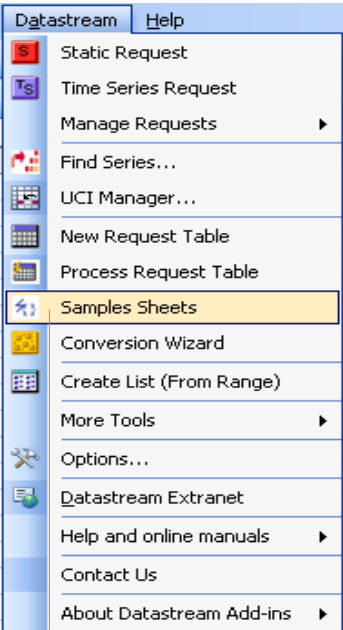 Datastream Help
S Static Request
TS Time Series Request
Manage Requests
Find Series...
UCI Manager...
New Request Table
Process Request Table
Samples Sheets
Conversion Wizard
Create List (From Range)
More Tools
Options...
Datastream Extranet
Help and online manuals
Contact Us
About Datastream Add-ins